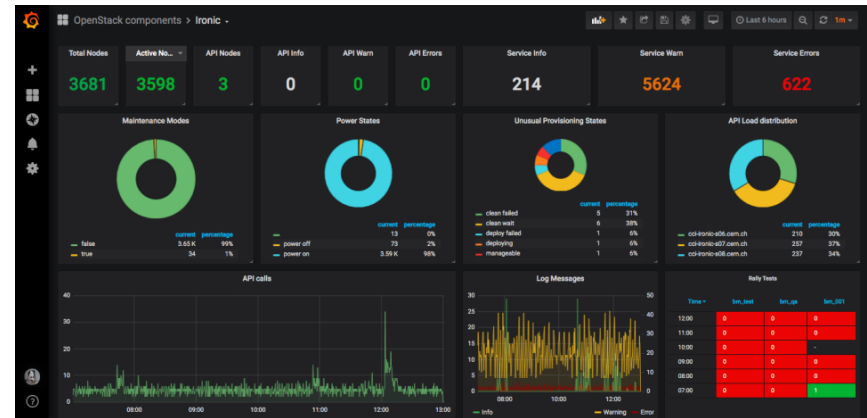 OpenStack components > Ironic
Last 6 hours
1m
Total Nodes
3681
Active No...
3598
API Nodes
3
API Info
0
API Warn
0
API Errors
0
Service Info
214
Service Warn
5624
Service Errors
622
Maintenance Modes
current percentage
false 3.65 K 99%
true 34 1%
Power States
current percentage
13 0%
power off 73 2%
power on 3.59 K 98%
Unusual Provisioning States
current percentage
clean failed 5 31%
clean wait 6 38%
deploy failed 1 6%
deploying 1 6%
manageable 1 6%
API Load distribution
current percentage
cci-ironic-s06.cern.ch 210 30%
cci-ironic-s07.cern.ch 257 37%
cci-ironic-s08.cern.ch 237 34%
API calls
40
30
20
10
0
08:00 09:00 10:00 11:00 12:00 13:00
Log Messages
30 50
25 40
20 30
15
10 20
5 10
0 0
08:00 10:00 12:00
Info Warning Error
Rally Tests
Time bm_test bm_qa bm_001
12:00 0 0 0
11:00 0 0 0
10:00 0 0 -
09:00 0 0 0
08:00 0 0 0
07:00 0 0 1